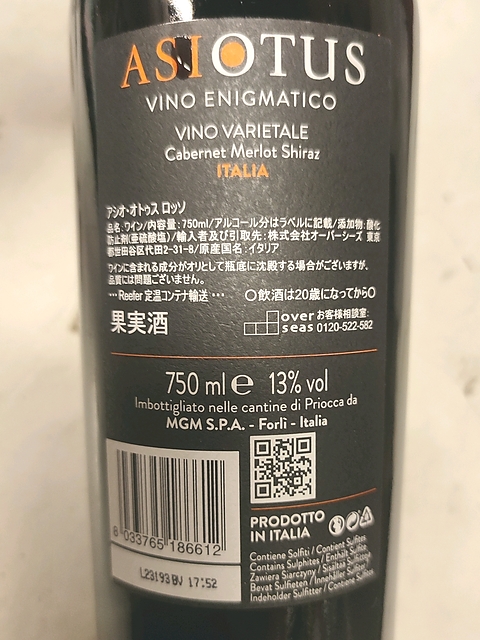 ASIOTUS
VINO ENIGMATICO
VINO VARIETALE
Cabernet Merlot Shiraz
ITALIA
アシオ・オトゥス ロッソ
品名:ワイン/内容量:750ml/アルコール分はラベルに記載/添加物:酸化
防止剤(亜硫酸塩)/輸入者及び引取先:株式会社オーバーシーズ 東京
都世田谷区代田2-31-8/原産国名:イタリア
ワインに含まれる成分がオリとして瓶底に沈殿する場合がございますが、
品質には問題ございません。
… Reefer 定温コンテナ輸送 … 〇飲酒は20歳になってから〇
果実酒
over seas お客様相談室: 0120-522-582
750 ml e 13% vol
Imbottigliato nelle cantine di Priocca da
MGM S.P.A. - Forlì - Italia
PRODOTTO
IN ITALIA
8 033765 186612
L23193 BV 17:52
Contiene Solfiti / Contient Sulfites
Contains Sulphites / Enthält Sulfite
Zawiera Siarczyny / Sisältää Sulfiitteja
Bevat Sulfieten / Innehåller Sulfiter
Indeholder Sulfitter / Contient Sulfites